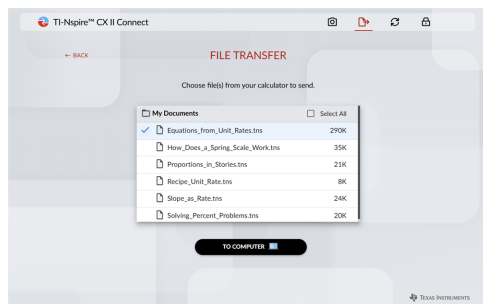 TI-Nspire™ CX II Connect
← BACK
FILE TRANSFER
Choose file(s) from your calculator to send.
My Documents Select All
Equations_from_Unit_Rates.tns 290K
How_Does_a_Spring_Scale_Work.tns 35K
Proportions_in_Stories.tns 21K
Recipe_Unit_Rate.tns 8K
Slope_as_Rate.tns 24K
Solving_Percent_Problems.tns 20K
TO COMPUTER
TEXAS INSTRUMENTS